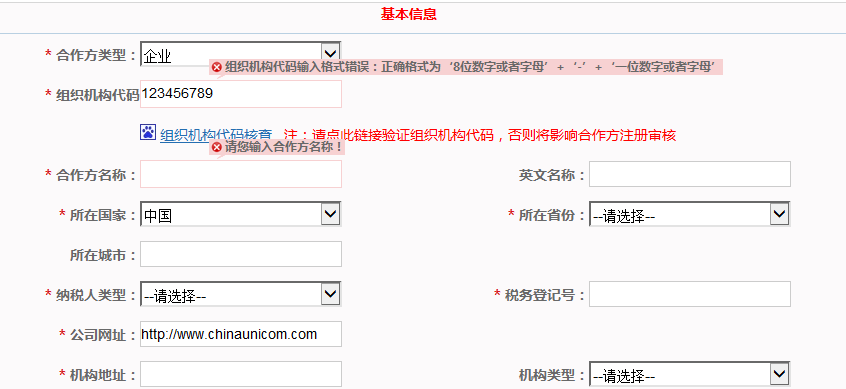 基本信息
* 合作方类型： 企业
组织机构代码输入格式错误：正确格式为‘8位数字或者字母’+‘-’+‘一位数字或者字母’
* 组织机构代码 123456789
组织机构代码核查 注：请点此链接验证组织机构代码，否则将影响合作方注册审核
请您输入合作方名称！
* 合作方名称： 英文名称：
* 所在国家： 中国 * 所在省份： --请选择--
所在城市：
* 纳税人类型： --请选择-- * 税务登记号：
* 公司网址： http://www.chinaunicom.com
* 机构地址： 机构类型： --请选择--